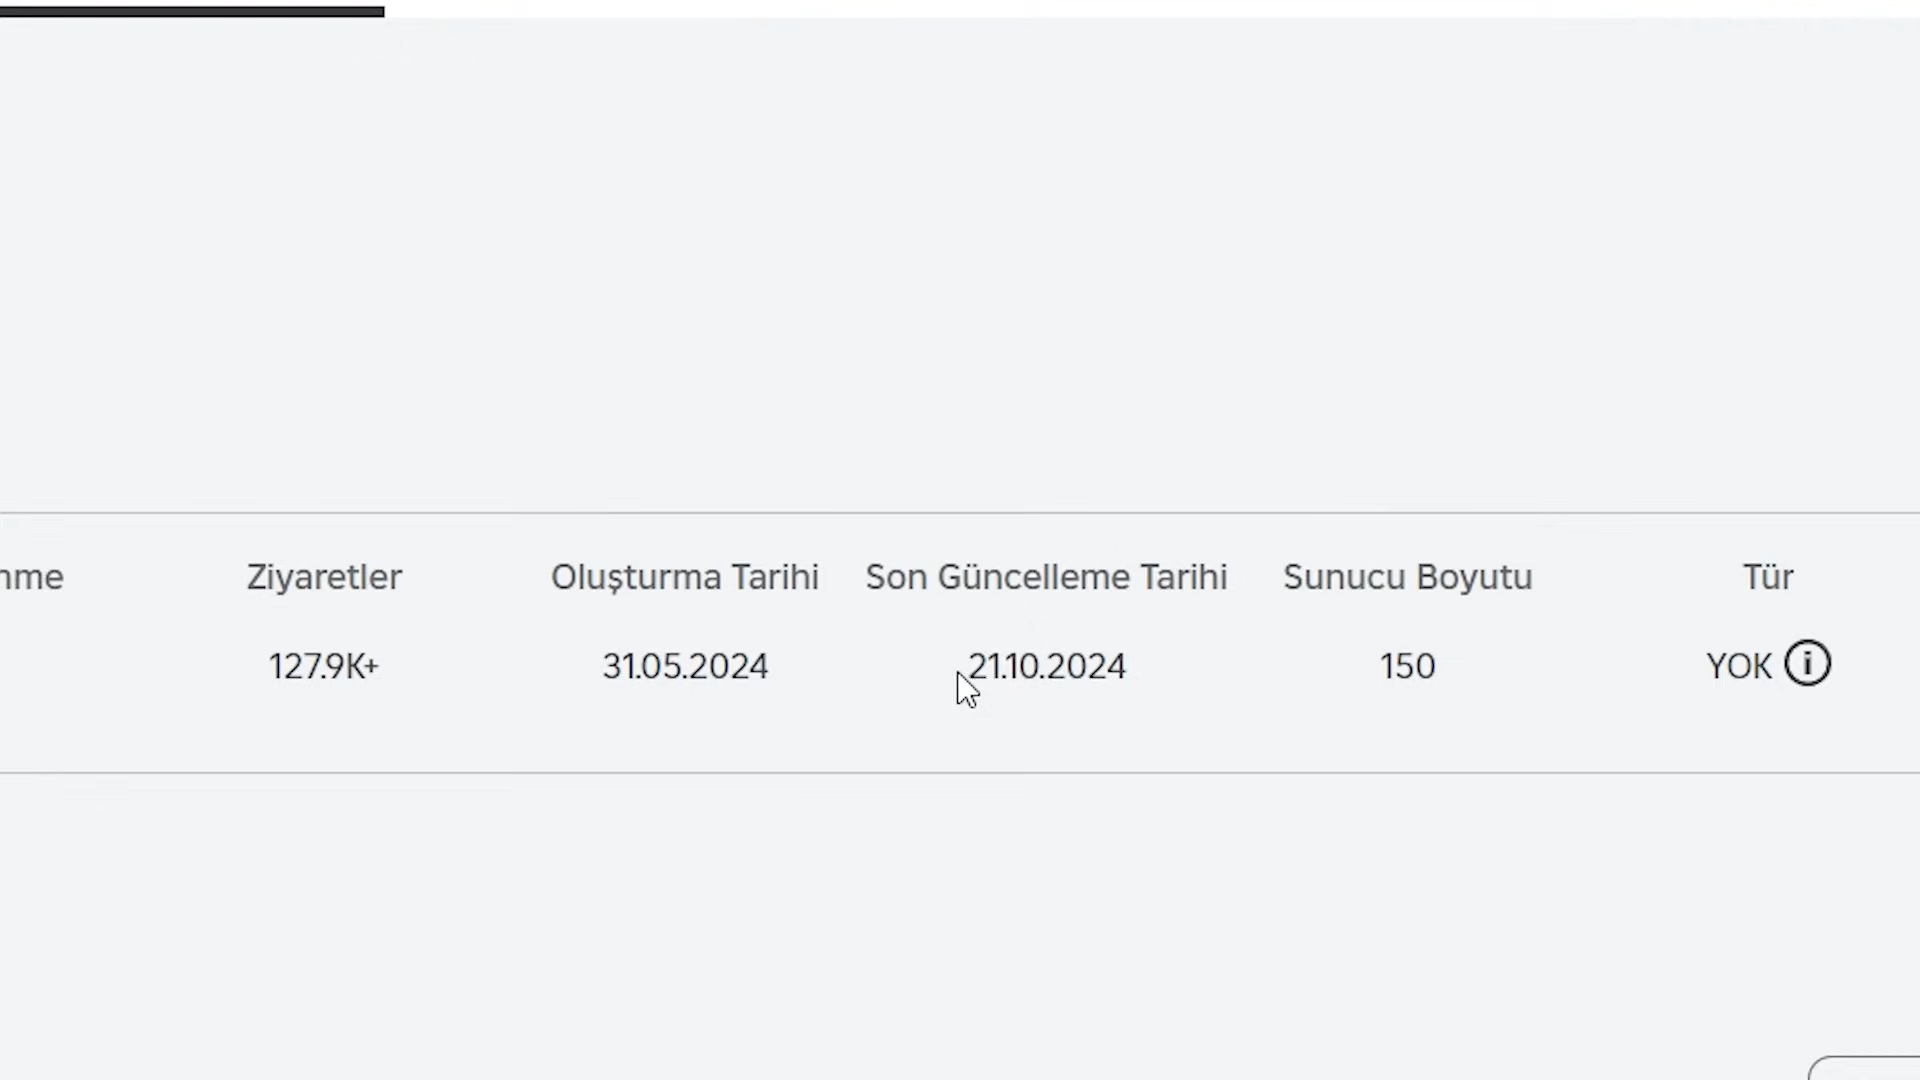 Ziyaretler Oluşturma Tarihi Son Güncelleme Tarihi Sunucu Boyutu Tür
127.9K+ 31.05.2024 21.10.2024 150 YOK